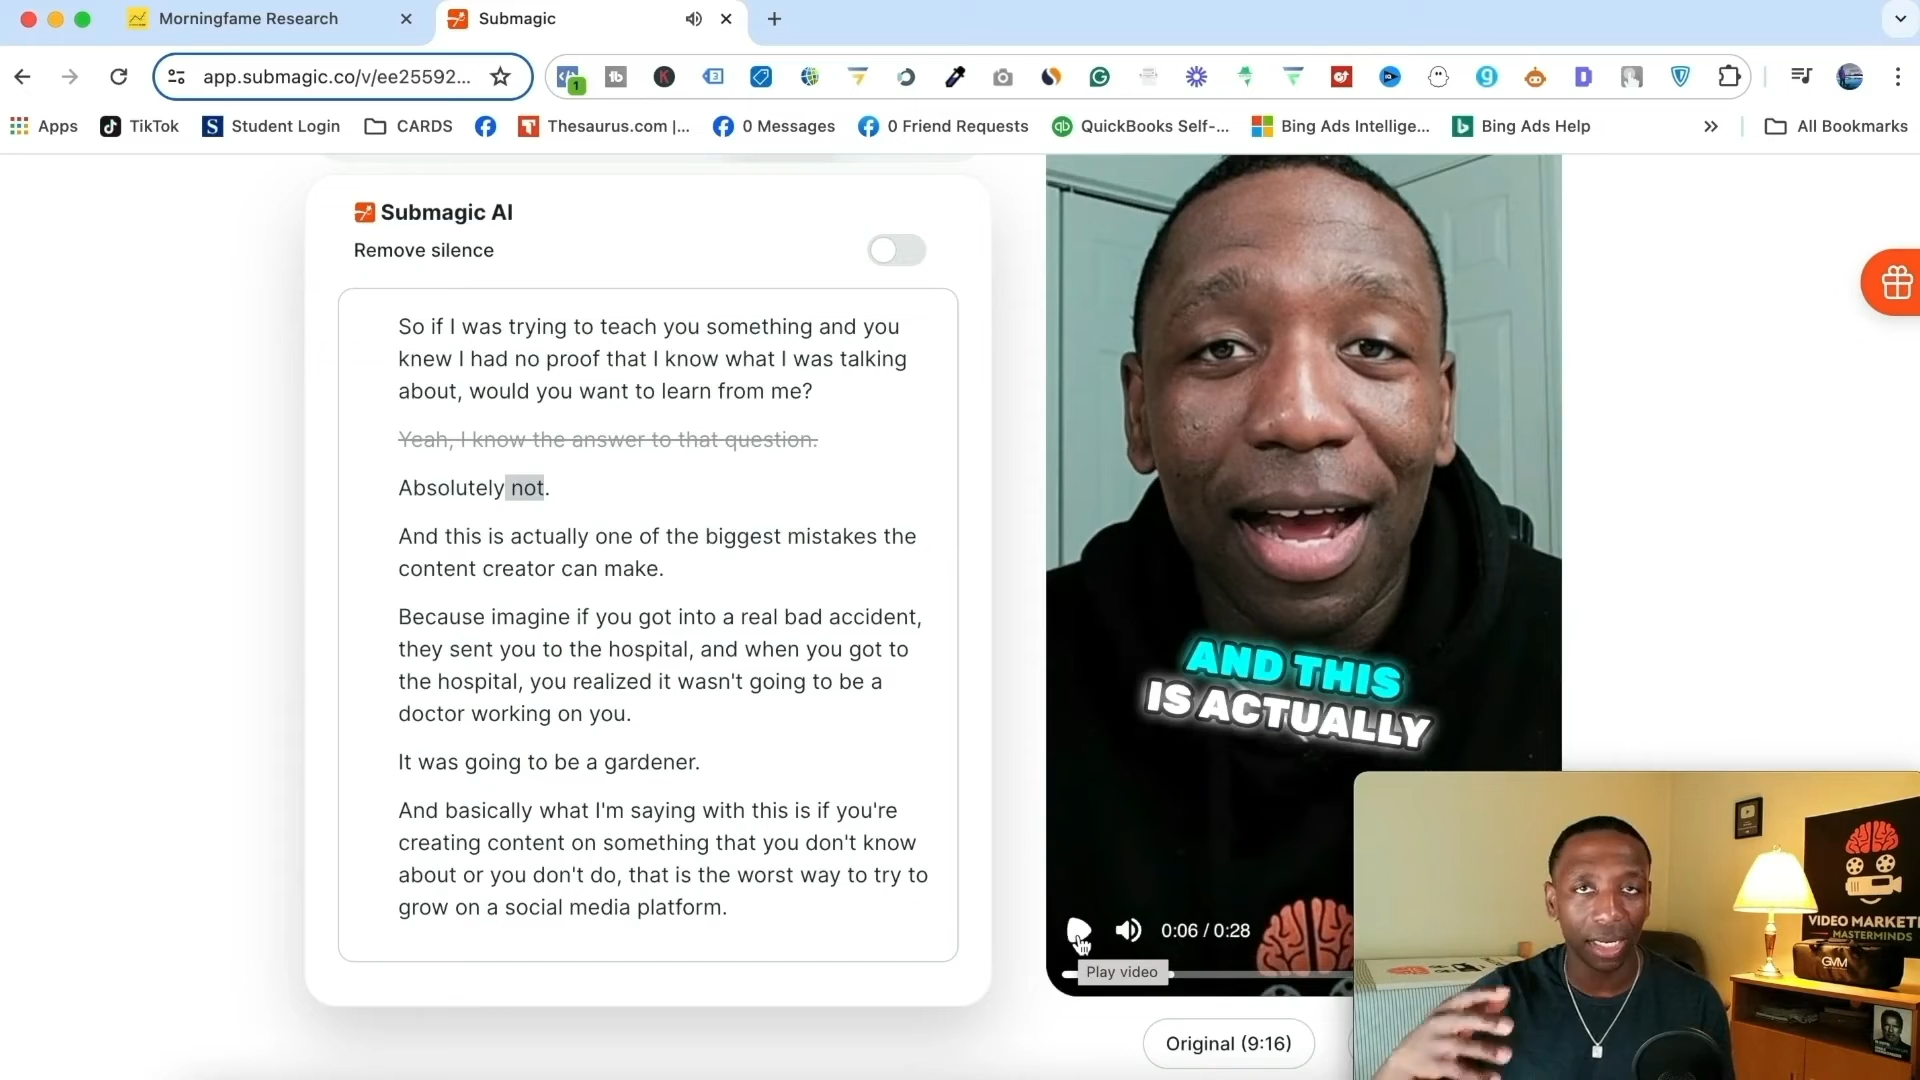 Morningfame Research
Submagic
app.submagic.co/v/ee25592...
1
Apps
TikTok
Student Login
CARDS
Thesaurus.com |...
0 Messages
0 Friend Requests
QuickBooks Self-...
Bing Ads Intellige...
Bing Ads Help
All Bookmarks
Submagic AI
Remove silence
So if I was trying to teach you something and you
knew I had no proof that I know what I was talking
about, would you want to learn from me?
Yeah, I know the answer to that question.
Absolutely not.
And this is actually one of the biggest mistakes the
content creator can make.
Because imagine if you got into a real bad accident,
they sent you to the hospital, and when you got to
the hospital, you realized it wasn't going to be a
doctor working on you.
It was going to be a gardener.
And basically what I'm saying with this is if you're
creating content on something that you don't know
about or you don't do, that is the worst way to try to
grow on a social media platform.
AND THIS
IS ACTUALLY
0:06 / 0:28
Play video
Original (9:16)
VIDEO MARKETI
MASTERMINDS
GVM